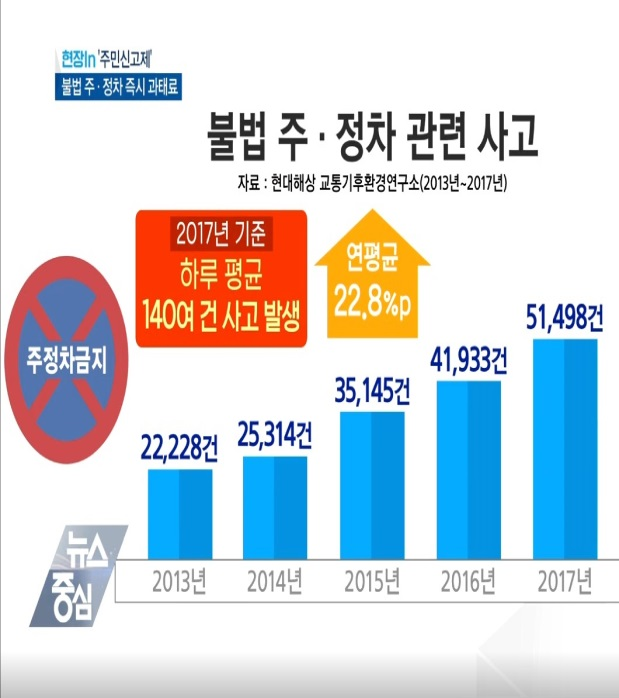 현장In '주민신고제'
불법 주·정차 즉시 과태료
불법 주·정차 관련 사고
자료 : 현대해상 교통기후환경연구소(2013년~2017년)
2017년 기준
하루 평균
140여 건 사고 발생
연평균
22.8%p
주정차금지
22,228건
25,314건
35,145건
41,933건
51,498건
2013년
2014년
2015년
2016년
2017년
뉴스
중심